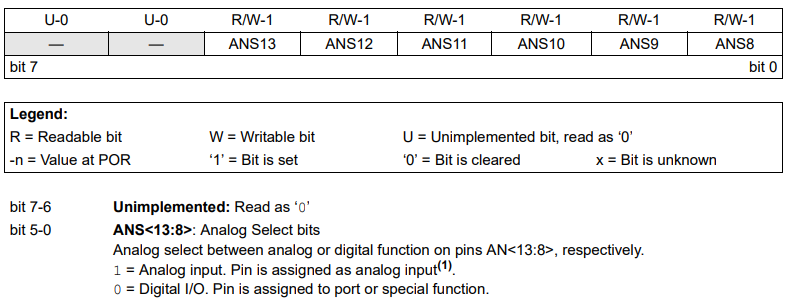 U-0 U-0 R/W-1 R/W-1 R/W-1 R/W-1 R/W-1 R/W-1
— — ANS13 ANS12 ANS11 ANS10 ANS9 ANS8
bit 7 bit 0
Legend:
R = Readable bit W = Writable bit U = Unimplemented bit, read as ‘0’
-n = Value at POR ‘1’ = Bit is set ‘0’ = Bit is cleared x = Bit is unknown
bit 7-6 Unimplemented: Read as ‘0’
bit 5-0 ANS<13:8>: Analog Select bits
Analog select between analog or digital function on pins AN<13:8>, respectively.
1 = Analog input. Pin is assigned as analog input(1).
0 = Digital I/O. Pin is assigned to port or special function.